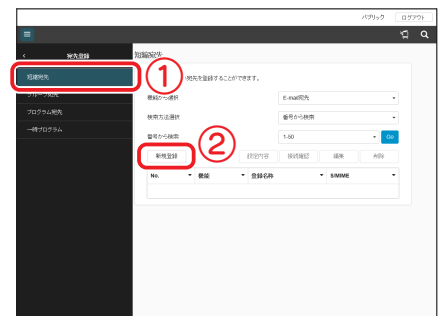 パブリック ログアウト
< 宛先登録 短縮宛先
短縮宛先 ① 宛先を登録することができます。
グループ宛先
プログラム宛先
一時プログラム
機能から選択 E-mail宛先
検索方法選択 番号から検索
番号から検索 1-50 Go
新規登録 ② 設定内容 接続確認 編集 削除
No. 機能 登録名称 S/MIME